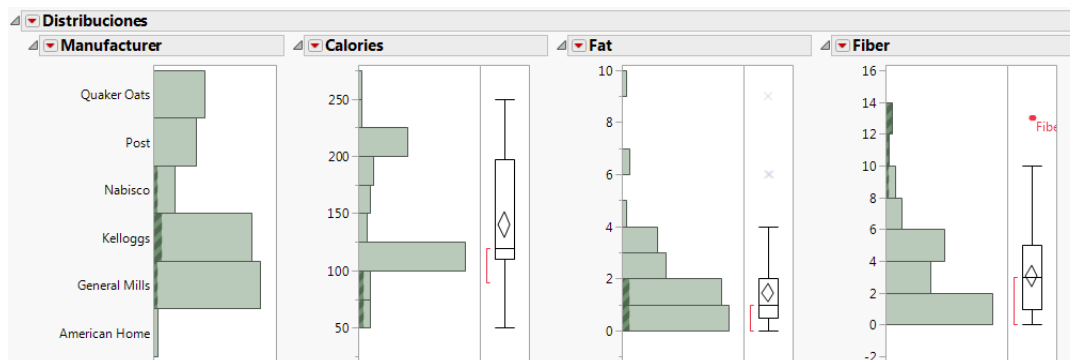 Distribuciones
Manufacturer
Quaker Oats
Post
Nabisco
Kelloggs
General Mills
American Home
Calories
250
200
150
100
50
Fat
10
8
6
4
2
0
Fiber
16
14
12
10
8
6
4
2
0
-2
Fibe